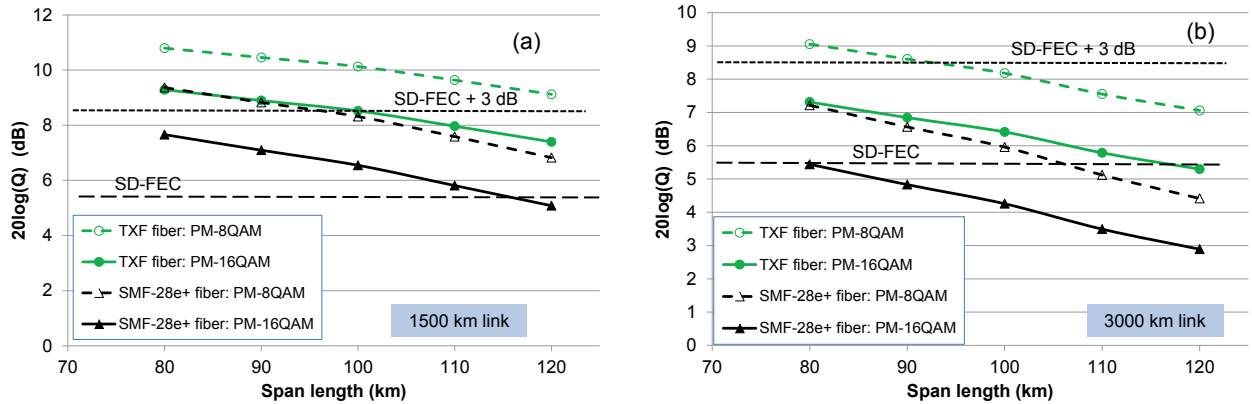 12
10
8
6
4
2
0
70
80
90
100
110
120
20log(Q) (dB)
Span length (km)
(a)
SD-FEC + 3 dB
SD-FEC
TXF fiber: PM-8QAM
TXF fiber: PM-16QAM
SMF-28e+ fiber: PM-8QAM
SMF-28e+ fiber: PM-16QAM
1500 km link
10
9
8
7
6
5
4
3
2
1
0
70
80
90
100
110
120
20log(Q) (dB)
Span length (km)
(b)
SD-FEC + 3 dB
SD-FEC
TXF fiber: PM-8QAM
TXF fiber: PM-16QAM
SMF-28e+ fiber: PM-8QAM
SMF-28e+ fiber: PM-16QAM
3000 km link